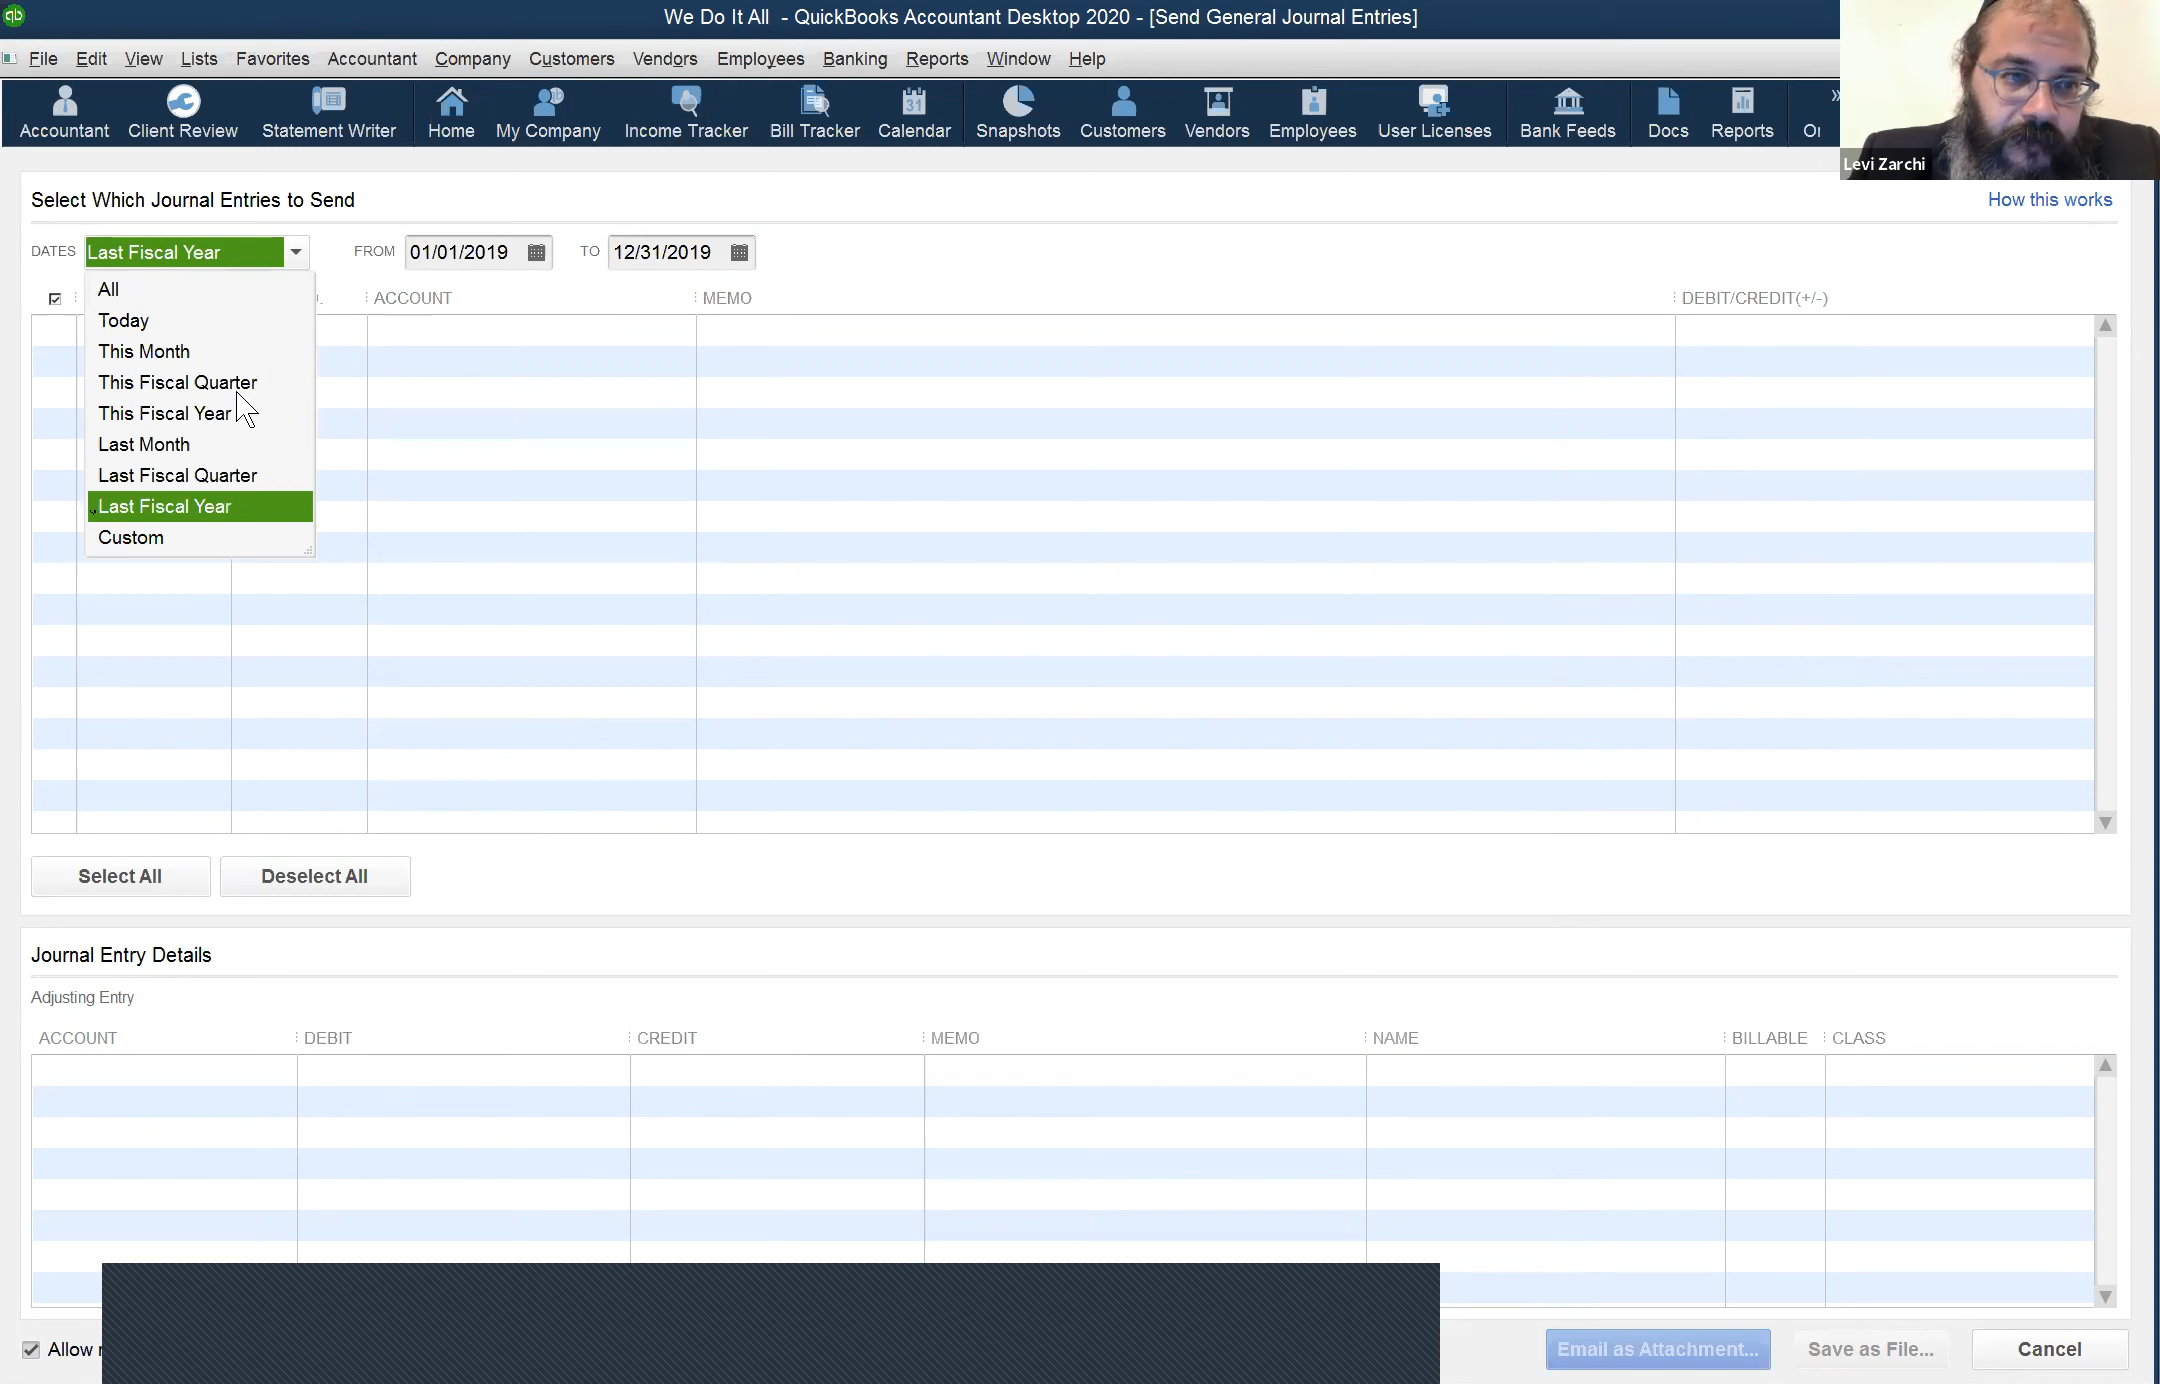 We Do It All - QuickBooks Accountant Desktop 2020 - [Send General Journal Entries]
File Edit View Lists Favorites Accountant Company Customers Vendors Employees Banking Reports Window Help
Accountant Client Review Statement Writer Home My Company Income Tracker Bill Tracker Calendar Snapshots Customers Vendors Employees User Licenses Bank Feeds Docs Reports
Levi Zarchi
Select Which Journal Entries to Send How this works
DATES Last Fiscal Year FROM 01/01/2019 TO 12/31/2019
ACCOUNT MEMO DEBIT/CREDIT(+/-)
All
Today
This Month
This Fiscal Quarter
This Fiscal Year
Last Month
Last Fiscal Quarter
Last Fiscal Year
Custom
Select All Deselect All
Journal Entry Details
Adjusting Entry
ACCOUNT DEBIT CREDIT MEMO NAME BILLABLE CLASS
Allow
Email as Attachment... Save as File... Cancel